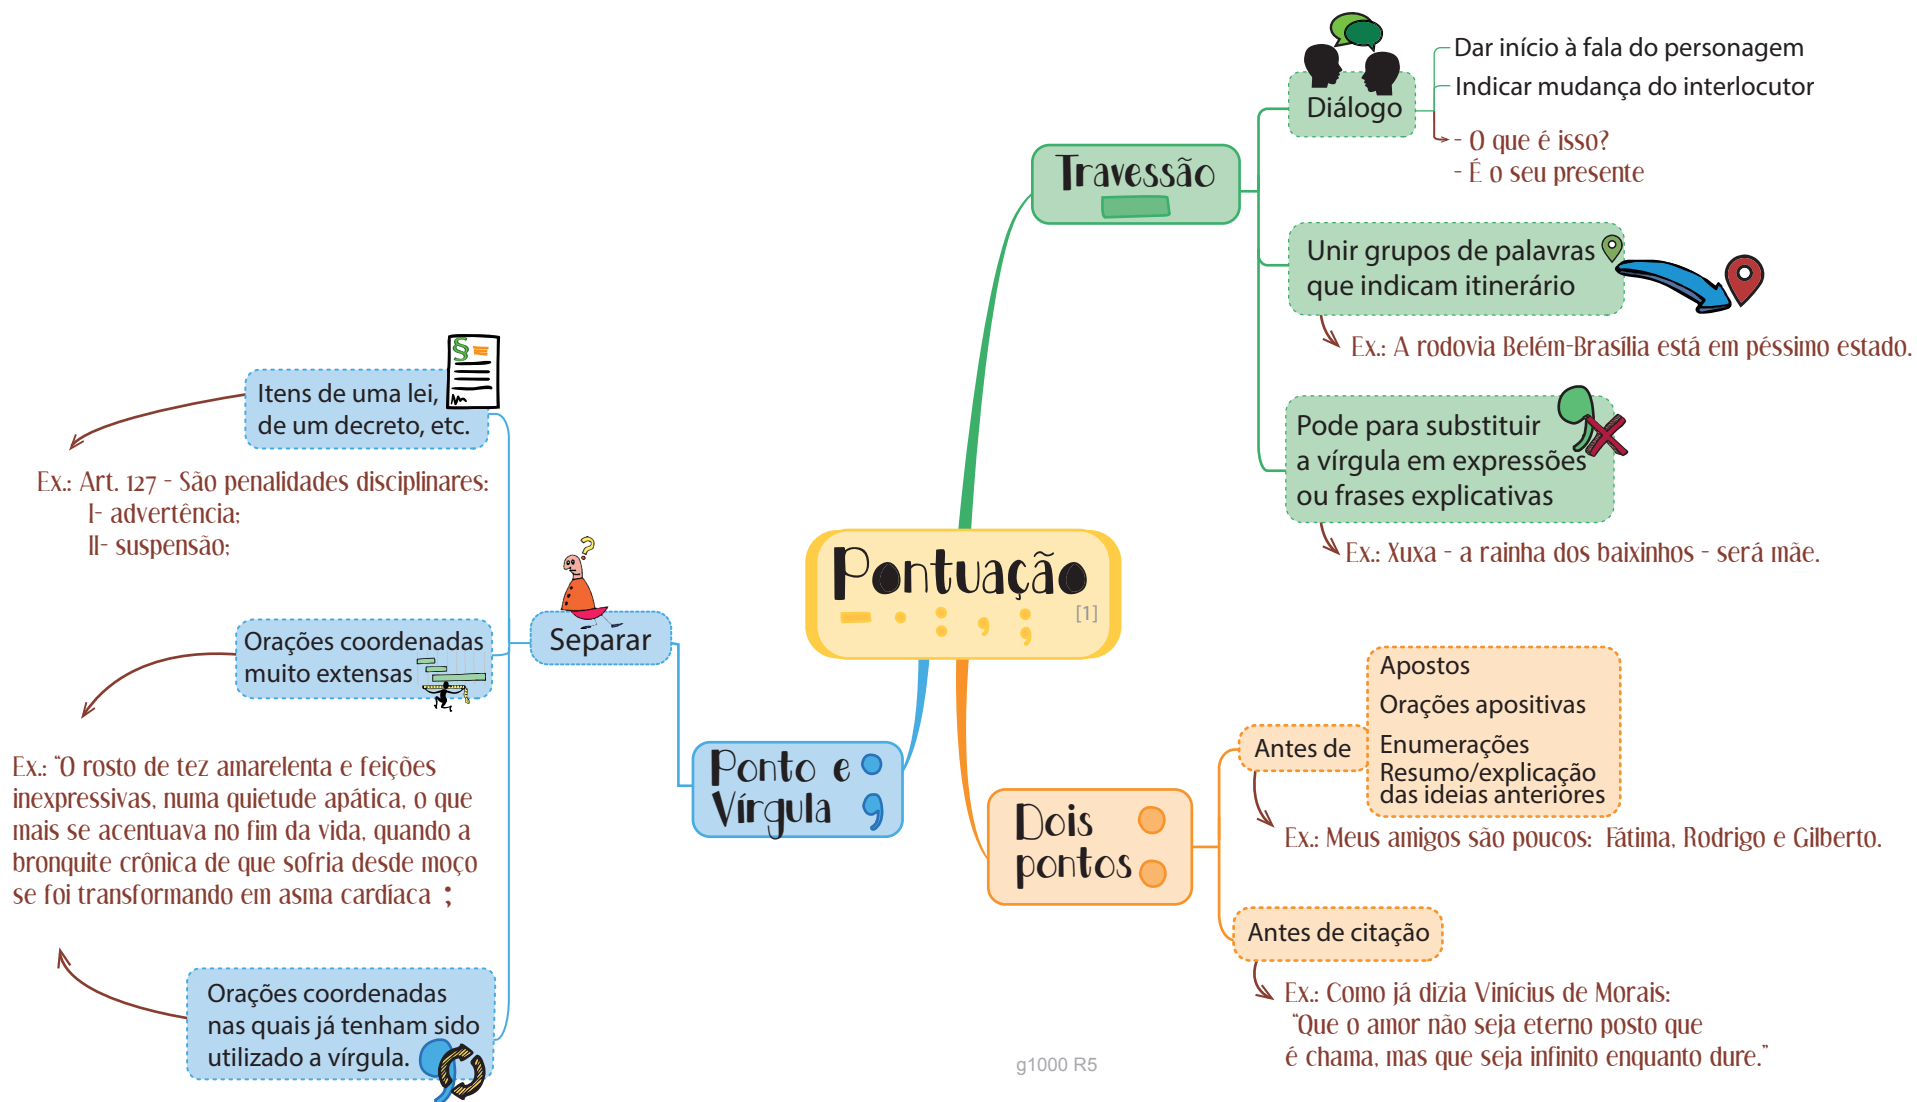 Pontuação
[1]
Travessão
Diálogo
Dar início à fala do personagem
Indicar mudança do interlocutor
- O que é isso?
- É o seu presente
Unir grupos de palavras
que indicam itinerário
Ex.: A rodovia Belém-Brasília está em péssimo estado.
Pode para substituir
a vírgula em expressões
ou frases explicativas
Ex.: Xuxa - a rainha dos baixinhos - será mãe.
Dois
pontos
Antes de
Apostos
Orações apositivas
Enumerações
Resumo/explicação
das ideias anteriores
Ex.: Meus amigos são poucos: Fátima, Rodrigo e Gilberto.
Antes de citação
Ex.: Como já dizia Vinícius de Morais:
“Que o amor não seja eterno posto que
é chama, mas que seja infinito enquanto dure.”
Ponto e
Vírgula
Separar
Itens de uma lei,
de um decreto, etc.
§
Ex.: Art. 127 - São penalidades disciplinares:
I- advertência;
II- suspensão;
Orações coordenadas
muito extensas
Ex.: “O rosto de tez amarelenta e feições
inexpressivas, numa quietude apática, o que
mais se acentuava no fim da vida, quando a
bronquite crônica de que sofria desde moço
se foi transformando em asma cardíaca ;
Orações coordenadas
nas quais já tenham sido
utilizado a vírgula.
g1000 R5